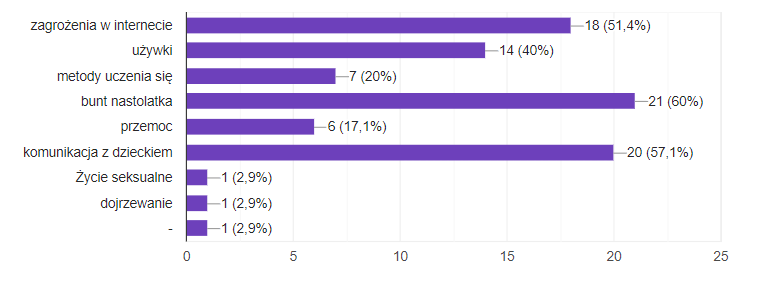 zagrożenia w internecie 18 (51,4%)
używki 14 (40%)
metody uczenia się 7 (20%)
bunt nastolatka 21 (60%)
przemoc 6 (17,1%)
komunikacja z dzieckiem 20 (57,1%)
Życie seksualne 1 (2,9%)
dojrzewanie 1 (2,9%)
- 1 (2,9%)
0 5 10 15 20 25